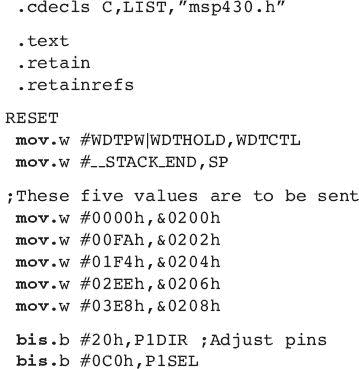 .cdecls C,LIST,”msp430.h”
.text
.retain
.retainrefs
RESET
mov.w #WDTPW|WDTHOLD,WDTCTL
mov.w #__STACK_END,SP
;These five values are to be sent
mov.w #0000h,&0200h
mov.w #00FAh,&0202h
mov.w #01F4h,&0204h
mov.w #02EEh,&0206h
mov.w #03E8h,&0208h
bis.b #20h,P1DIR ;Adjust pins
bis.b #0C0h,P1SEL